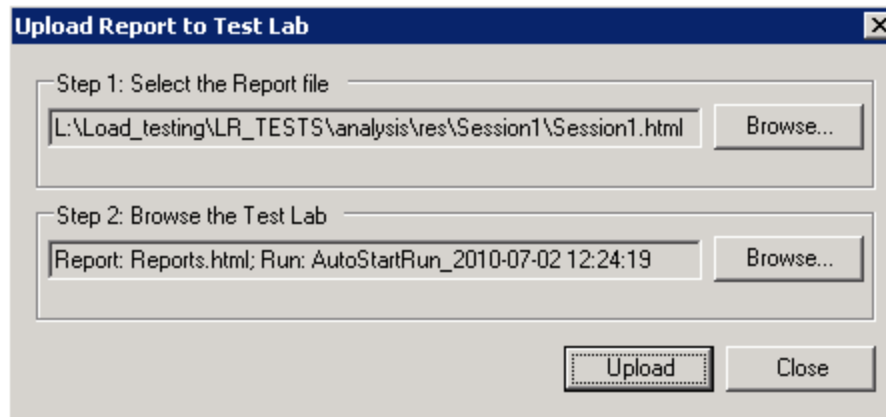 Upload Report to Test Lab
Step 1: Select the Report file
L:\Load_testing\LR_TESTS\analysis\res\Session1\Session1.html
Browse...
Step 2: Browse the Test Lab
Report: Reports.html; Run: AutoStartRun_2010-07-02 12:24:19
Browse...
Upload
Close